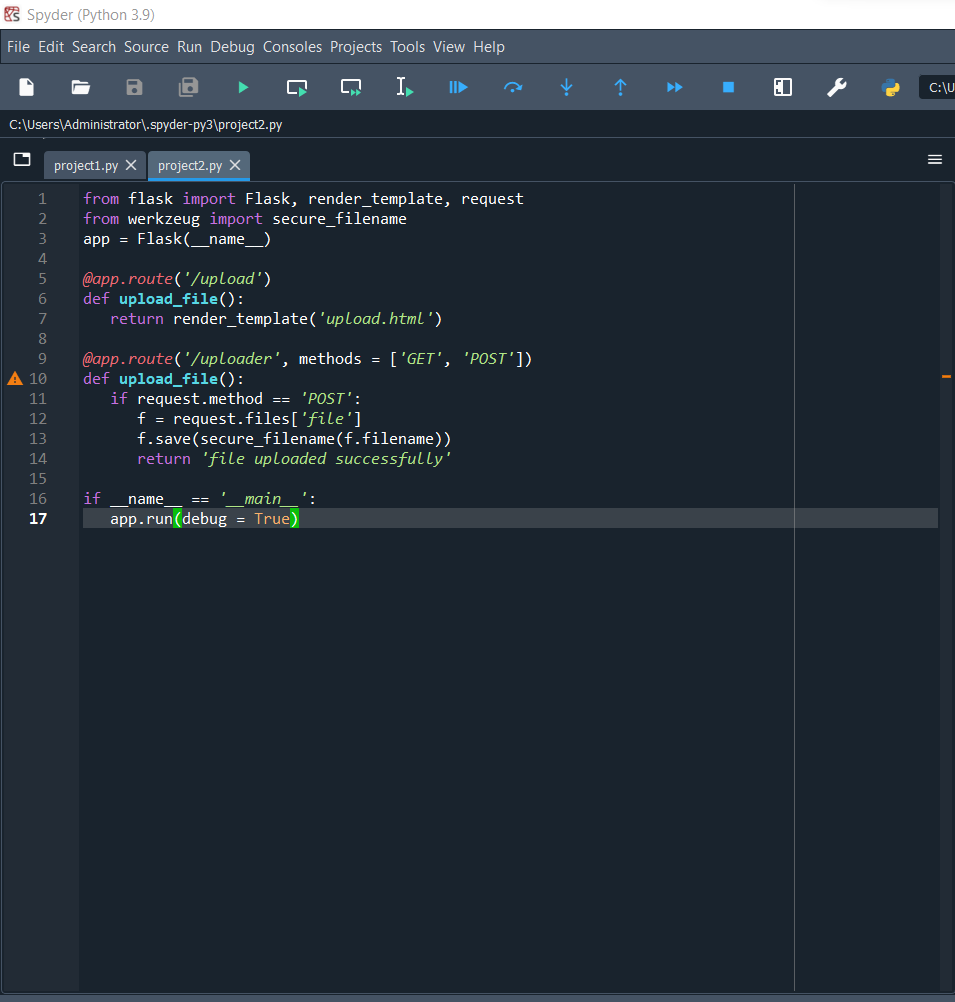 Spyder (Python 3.9)
File Edit Search Source Run Debug Consoles Projects Tools View Help
C:\U
C:\Users\Administrator\.spyder-py3\project2.py
project1.py project2.py
1 from flask import Flask, render_template, request
2 from werkzeug import secure_filename
3 app = Flask(__name__)
4
5 @app.route('/upload')
6 def upload_file():
7    return render_template('upload.html')
8
9 @app.route('/uploader', methods = ['GET', 'POST'])
10 def upload_file():
11    if request.method == 'POST':
12       f = request.files['file']
13       f.save(secure_filename(f.filename))
14       return 'file uploaded successfully'
15
16 if __name__ == '__main__':
17    app.run(debug = True)